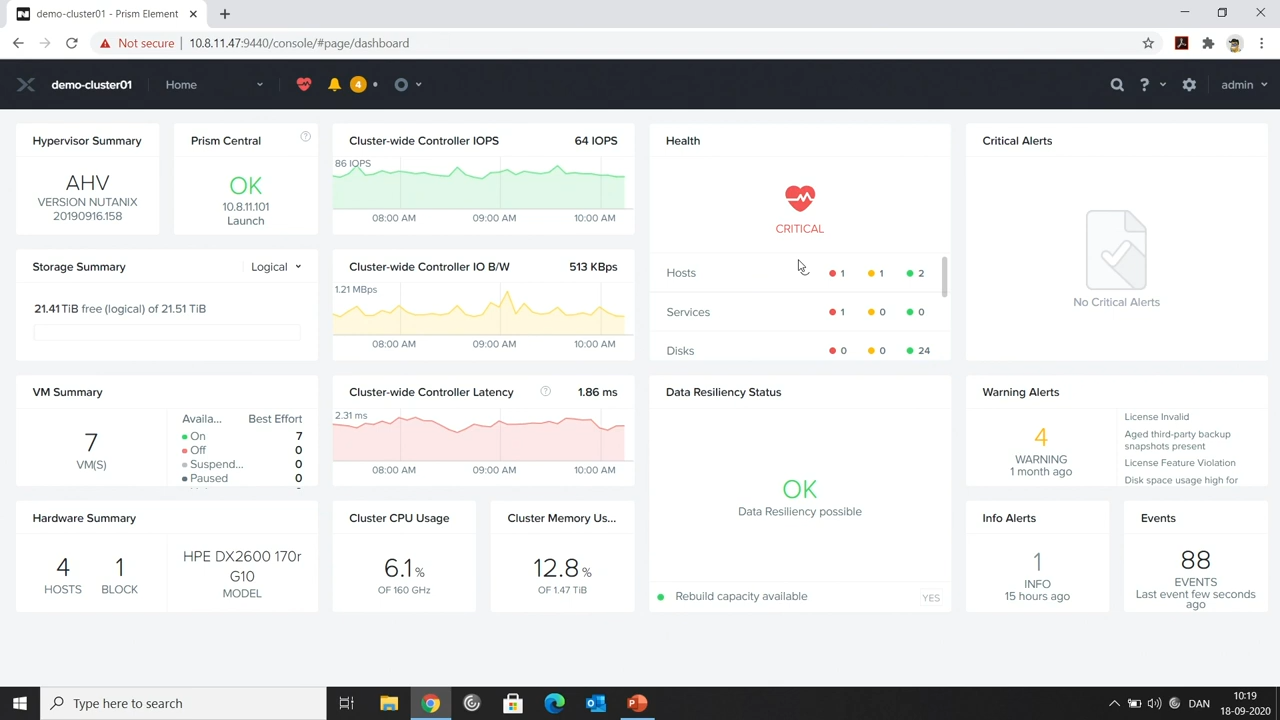 demo-cluster01 - Prism Element
Not secure | 10.8.11.47:9440/console/#page/dashboard
demo-cluster01
Home
4
?
admin
Hypervisor Summary
AHV
VERSION NUTANIX
20190916.158
Prism Central
?
OK
10.8.11.101
Launch
Cluster-wide Controller IOPS 64 IOPS
86 IOPS
08:00 AM 09:00 AM 10:00 AM
Health
CRITICAL
Hosts 1 1 2
Services 1 0 0
Disks 0 0 24
Critical Alerts
No Critical Alerts
Storage Summary Logical
21.41 TiB free (logical) of 21.51 TiB
Cluster-wide Controller IO B/W 513 KBps
1.21 MBps
08:00 AM 09:00 AM 10:00 AM
VM Summary
7
VM(S)
Availa... Best Effort
On 7
Off 0
Suspend... 0
Paused 0
Cluster-wide Controller Latency ? 1.86 ms
2.31 ms
08:00 AM 09:00 AM 10:00 AM
Data Resiliency Status
OK
Data Resiliency possible
Rebuild capacity available YES
Warning Alerts
4
WARNING
1 month ago
License Invalid
Aged third-party backup
snapshots present
License Feature Violation
Disk space usage high for
Hardware Summary
4
HOSTS
1
BLOCK
HPE DX2600 170r
G10
MODEL
Cluster CPU Usage
6.1 %
OF 160 GHz
Cluster Memory Us...
12.8 %
OF 1.47 TiB
Info Alerts
1
INFO
15 hours ago
Events
88
EVENTS
Last event few seconds
ago
Type here to search
DAN
10:19
18-09-2020